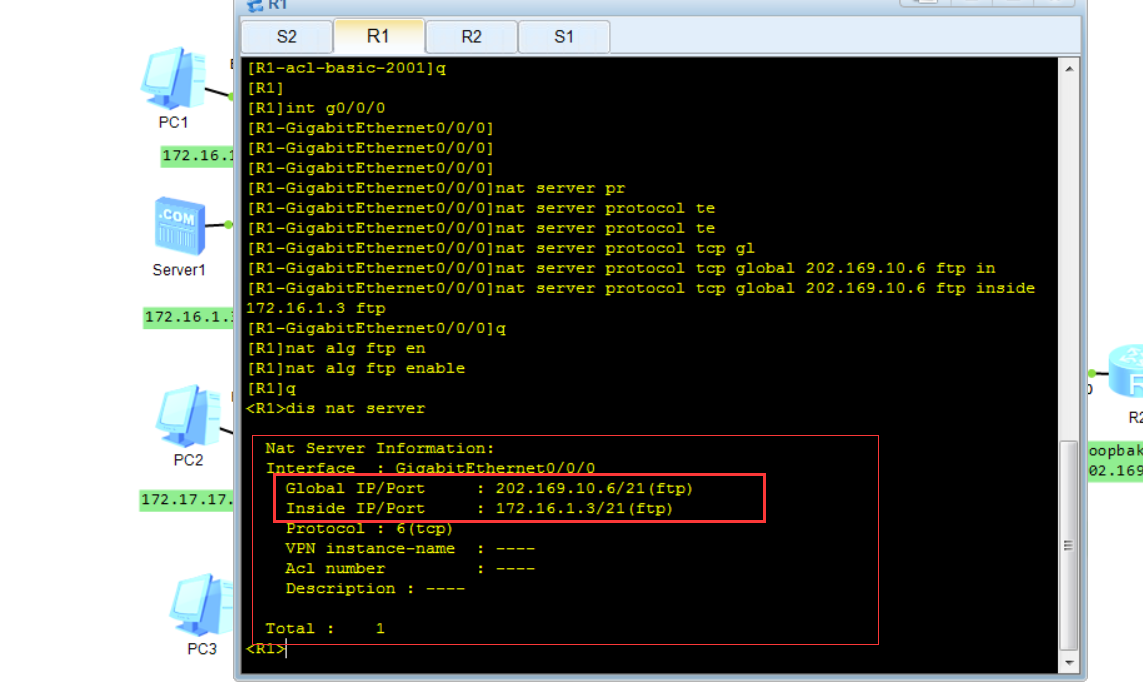 R1
S2
R1
R2
S1
[R1-acl-basic-2001]q
[R1]
[R1]int g0/0/0
[R1-GigabitEthernet0/0/0]
[R1-GigabitEthernet0/0/0]
[R1-GigabitEthernet0/0/0]
[R1-GigabitEthernet0/0/0]nat server pr
[R1-GigabitEthernet0/0/0]nat server protocol te
[R1-GigabitEthernet0/0/0]nat server protocol te
[R1-GigabitEthernet0/0/0]nat server protocol tcp gl
[R1-GigabitEthernet0/0/0]nat server protocol tcp global 202.169.10.6 ftp in
[R1-GigabitEthernet0/0/0]nat server protocol tcp global 202.169.10.6 ftp inside
172.16.1.3 ftp
[R1-GigabitEthernet0/0/0]q
[R1]nat alg ftp en
[R1]nat alg ftp enable
[R1]q
<R1>dis nat server
Nat Server Information:
Interface : GigabitEthernet0/0/0
Global IP/Port : 202.169.10.6/21(ftp)
Inside IP/Port : 172.16.1.3/21(ftp)
Protocol : 6(tcp)
VPN instance-name : ----
Acl number : ----
Description : ----
Total : 1
<R1>
PC1
172.16.1
Server1
172.16.1.3
PC2
172.17.17.
PC3
R2
oopbak
02.169